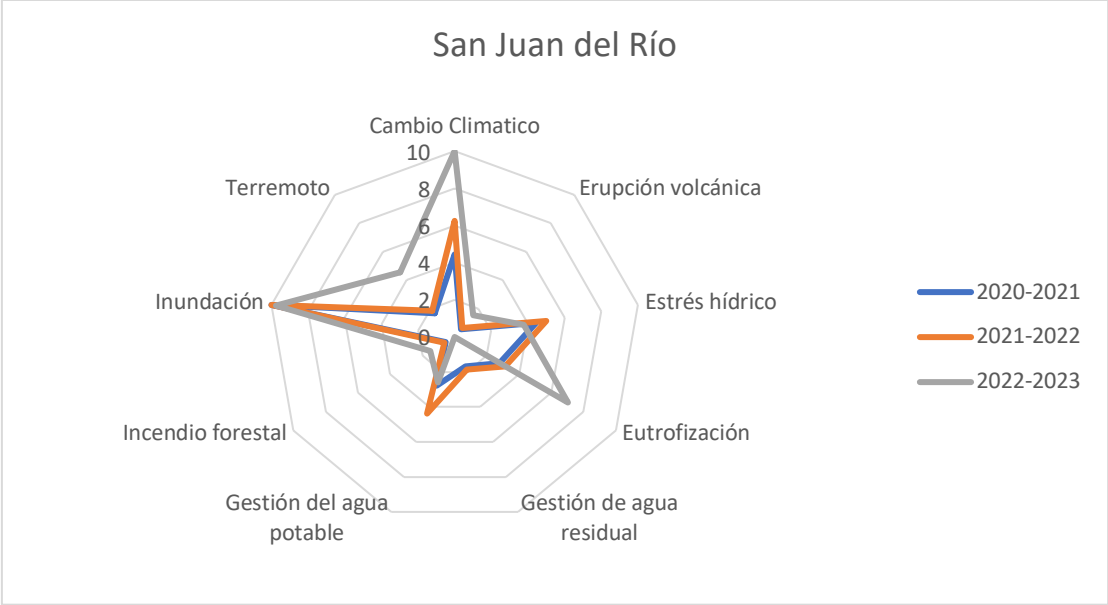 San Juan del Río
Cambio Climatico
10
Terremoto
Erupción volcánica
8
6
4
2
0
Inundación
Estrés hídrico
2020-2021
2021-2022
2022-2023
Incendio forestal
Eutrofización
Gestión del agua
potable
Gestión de agua
residual